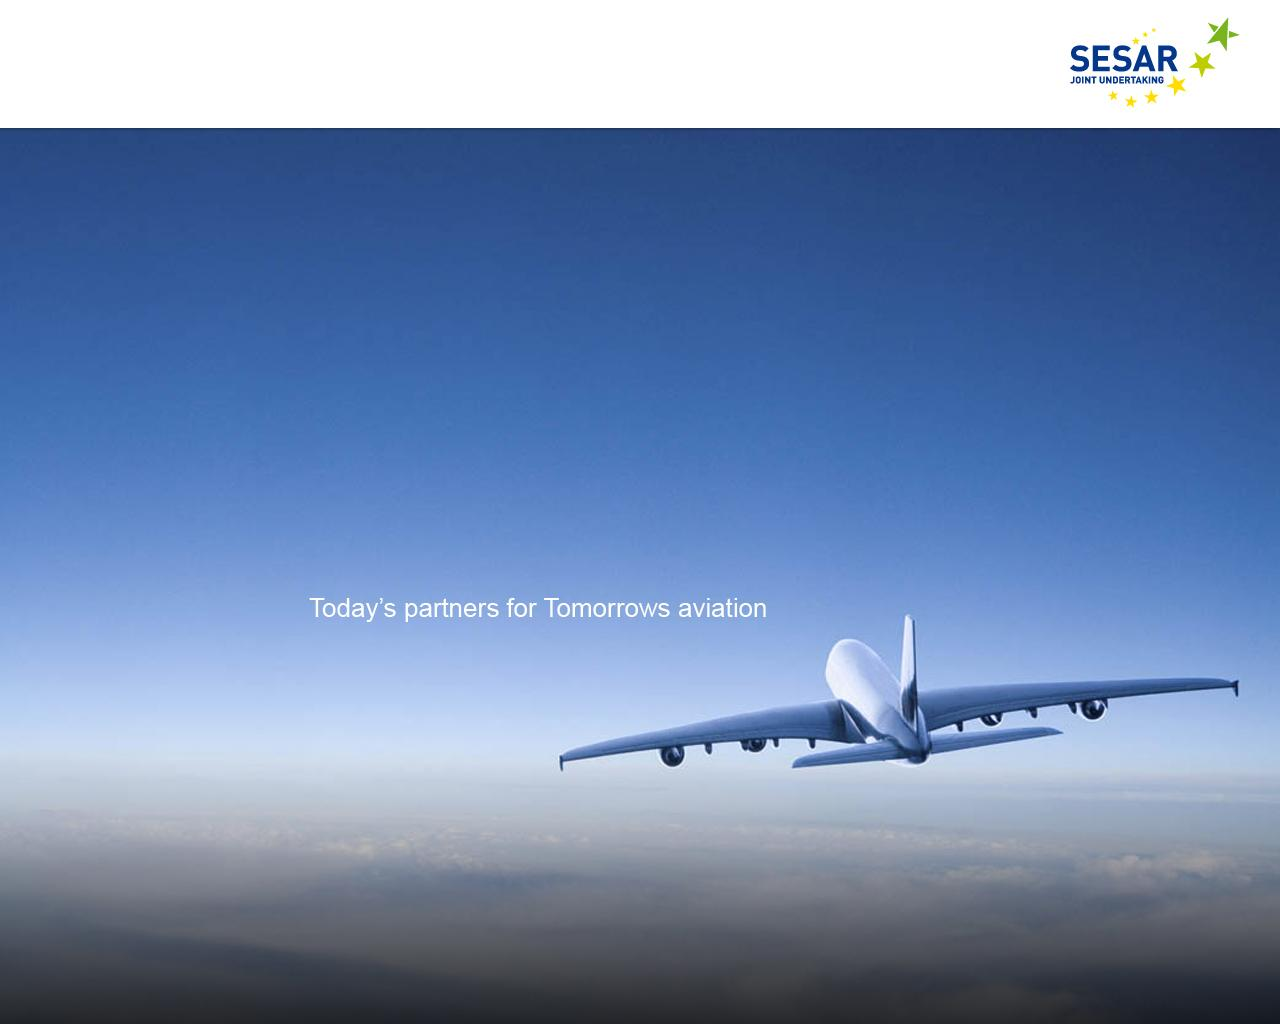 SESAR
JOINT UNDERTAKING
Today’s partners for Tomorrows aviation